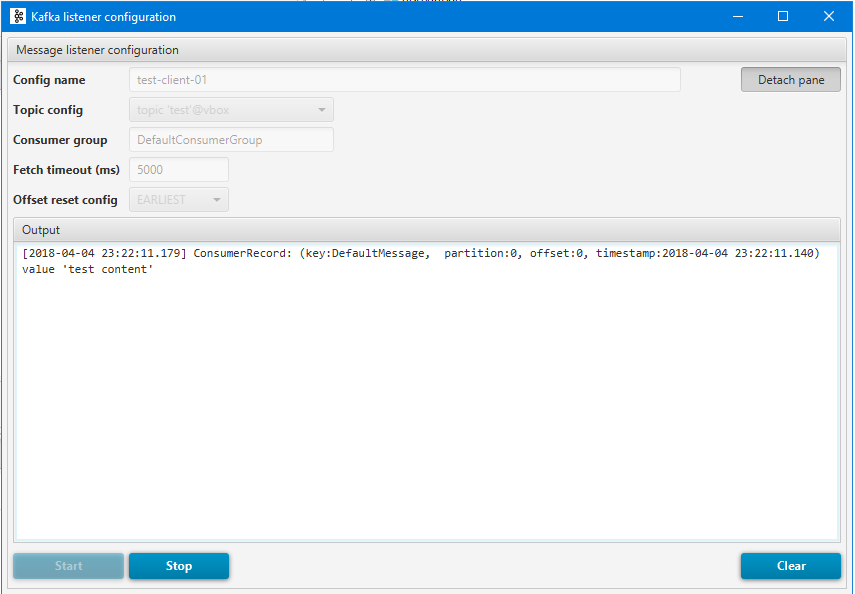 Kafka listener configuration
Message listener configuration
Config name test-client-01 Detach pane
Topic config topic 'test'@vbox
Consumer group DefaultConsumerGroup
Fetch timeout (ms) 5000
Offset reset config EARLIEST
Output
[2018-04-04 23:22:11.179] ConsumerRecord: (key:DefaultMessage,  partition:0, offset:0, timestamp:2018-04-04 23:22:11.140)
value 'test content'
Start Stop Clear